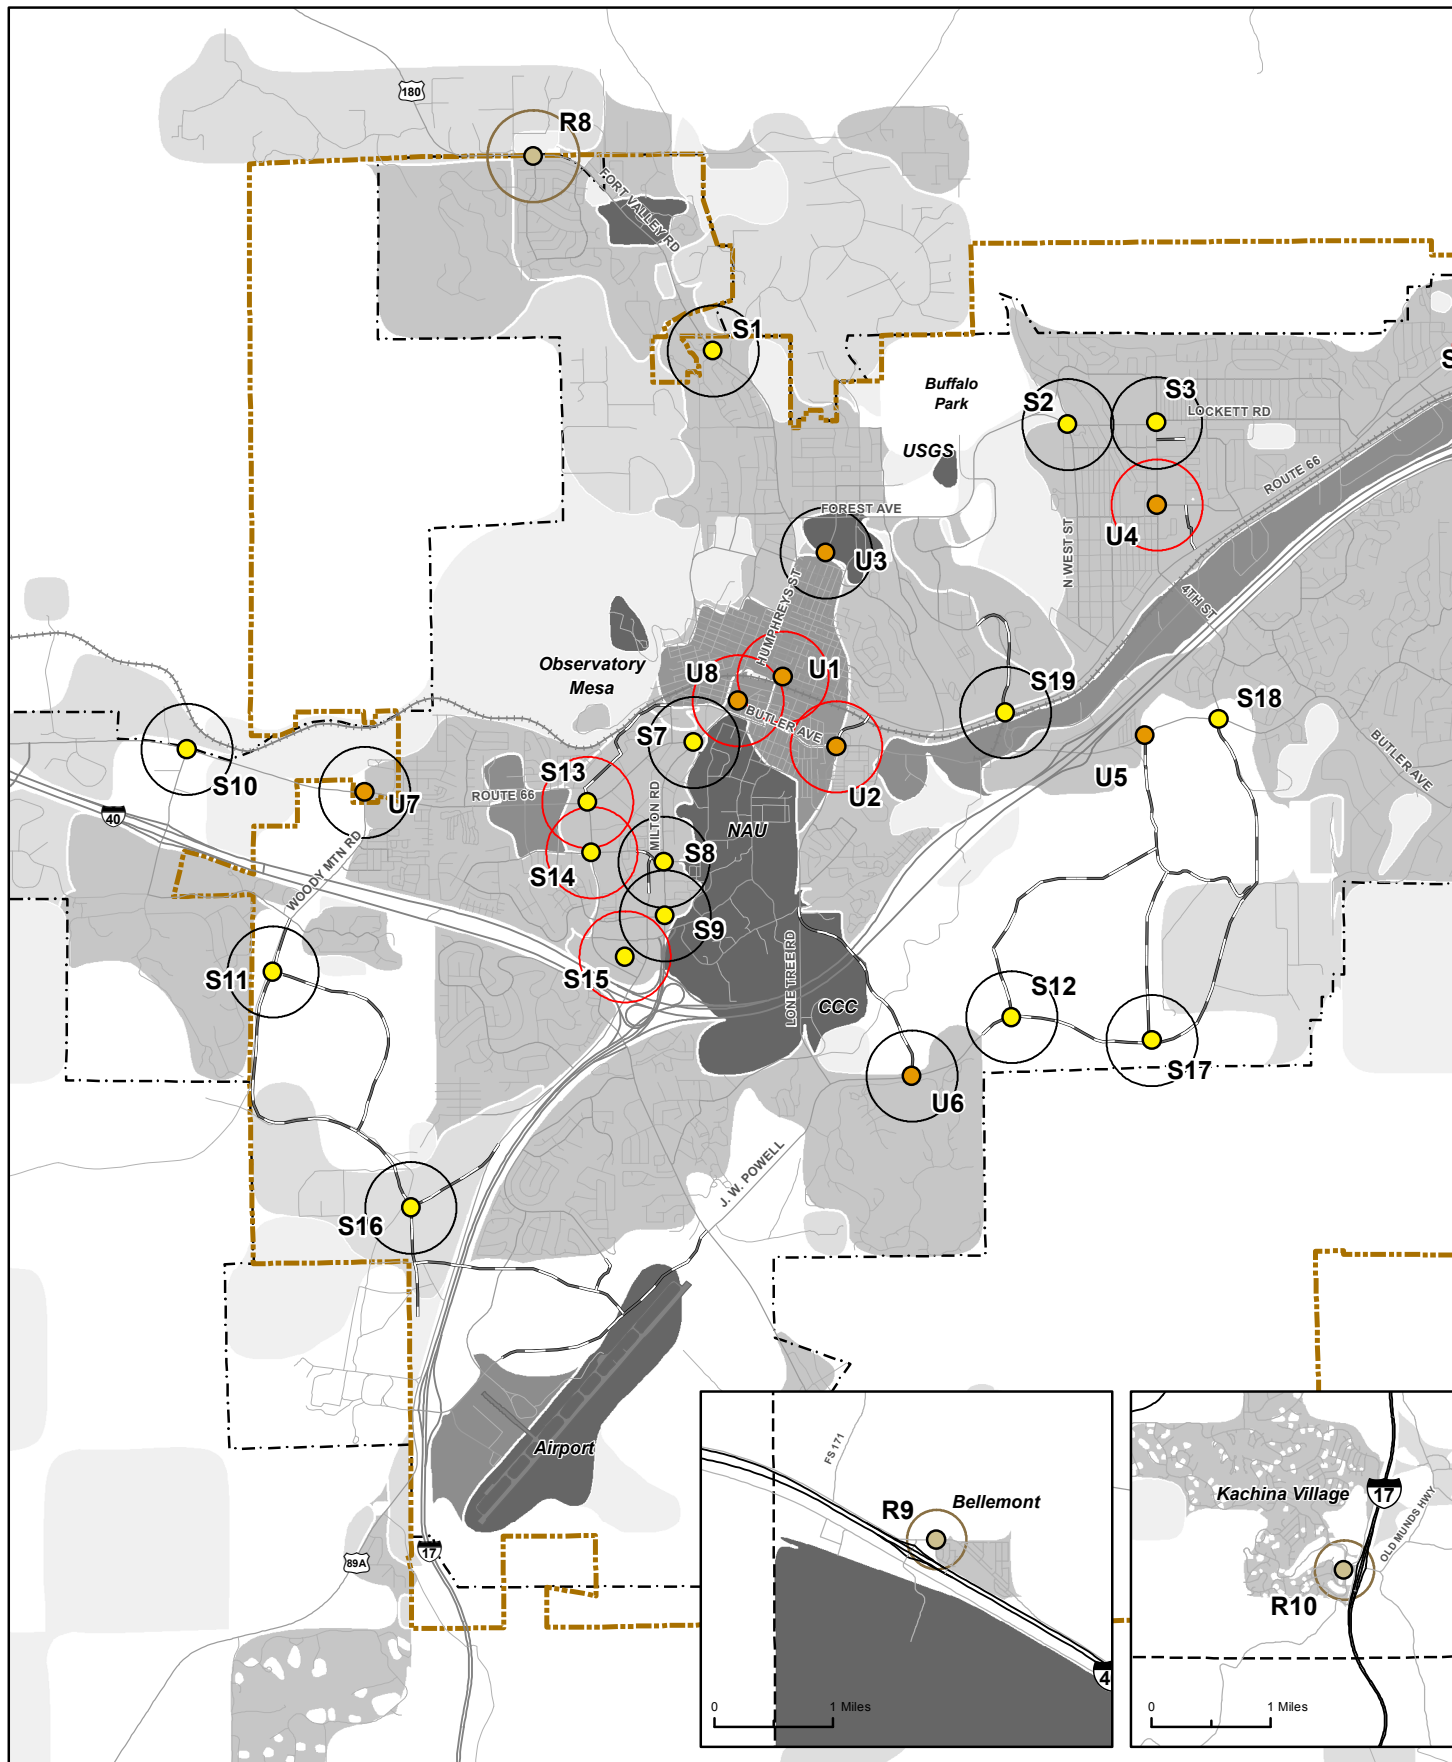 180
R8
FORT VALLEY RD
S1
Buffalo
Park
S2
S3
S
LOCKETT RD
USGS
ROUTE 66
FOREST AVE
U4
U3
N WEST ST
HUMPHREYS ST
4TH ST
Observatory
Mesa
U8
U1
S19
S18
BUTLER AVE
S7
BUTLER AVE
S10
S13
U5
ROUTE 66
U7
U2
40
MILTON RD
NAU
S8
WOODY MTN RD
S14
S9
S11
S15
LONE TREE RD
CCC
S12
S17
U6
J. W. POWELL
S16
Airport
FS 171
R9
Bellemont
Kachina Village
17
OLD MUNDS HWY
89A
17
R10
4
0
1 Miles
0
1 Miles